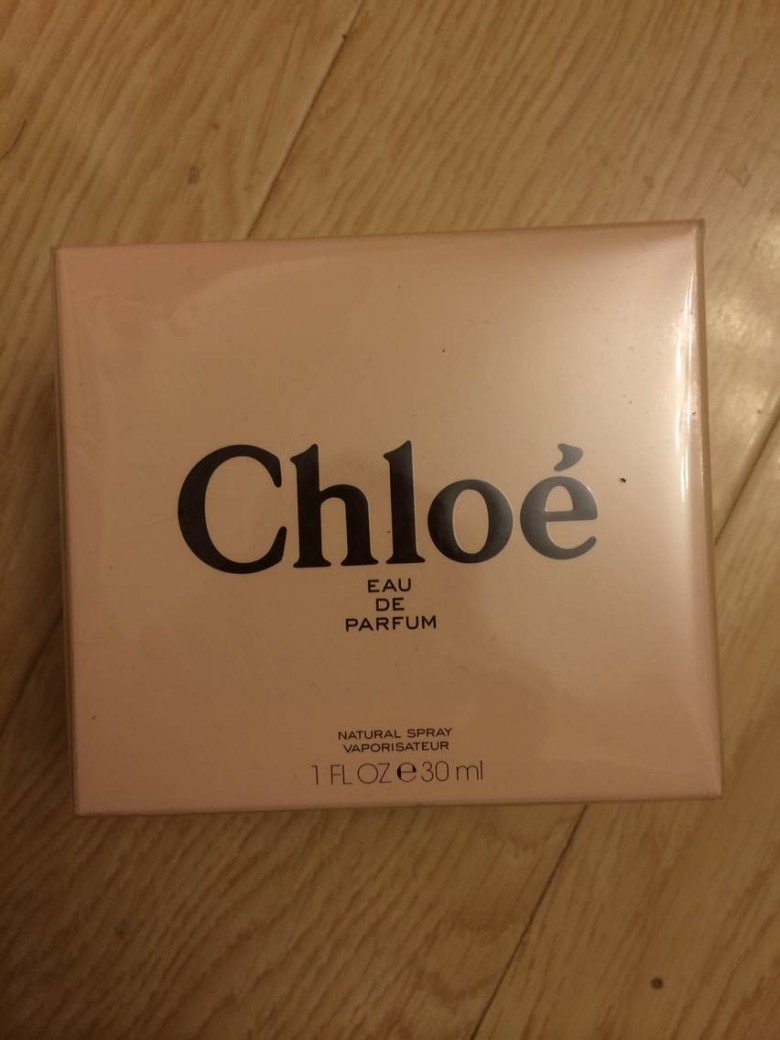 Chloé
EAU
DE
PARFUM
NATURAL SPRAY
VAPORISATEUR
1 FL OZ e 30 ml